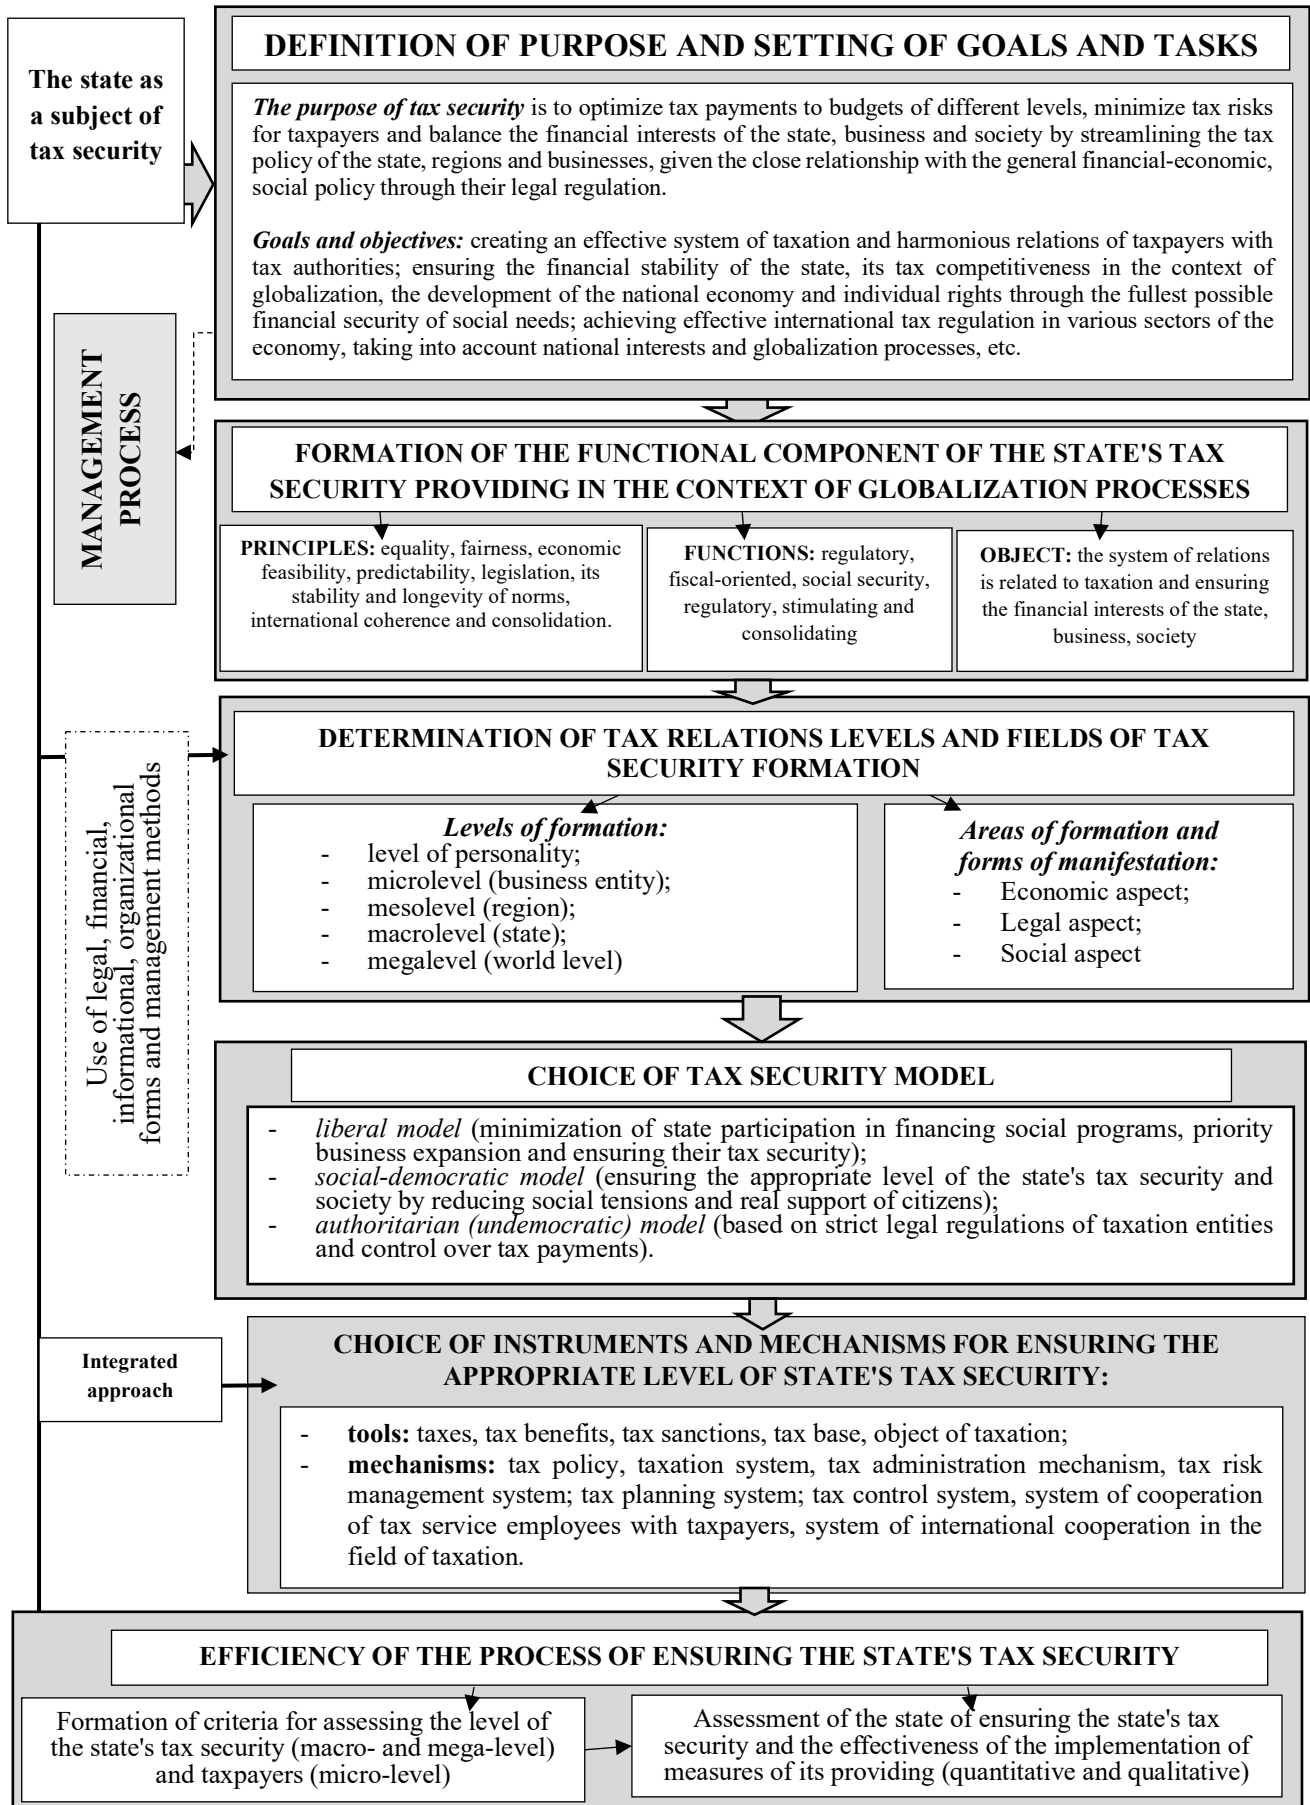 The state as
a subject of
tax security
DEFINITION OF PURPOSE AND SETTING OF GOALS AND TASKS
The purpose of tax security is to optimize tax payments to budgets of different levels, minimize tax risks
for taxpayers and balance the financial interests of the state, business and society by streamlining the tax
policy of the state, regions and businesses, given the close relationship with the general financial-economic,
social policy through their legal regulation.
Goals and objectives: creating an effective system of taxation and harmonious relations of taxpayers with
tax authorities; ensuring the financial stability of the state, its tax competitiveness in the context of
globalization, the development of the national economy and individual rights through the fullest possible
financial security of social needs; achieving effective international tax regulation in various sectors of the
economy, taking into account national interests and globalization processes, etc.
MANAGEMENT
PROCESS
FORMATION OF THE FUNCTIONAL COMPONENT OF THE STATE'S TAX
SECURITY PROVIDING IN THE CONTEXT OF GLOBALIZATION PROCESSES
PRINCIPLES: equality, fairness, economic
feasibility, predictability, legislation, its
stability and longevity of norms,
international coherence and consolidation.
FUNCTIONS: regulatory,
fiscal-oriented, social security,
regulatory, stimulating and
consolidating
OBJECT: the system of relations
is related to taxation and ensuring
the financial interests of the state,
business, society
DETERMINATION OF TAX RELATIONS LEVELS AND FIELDS OF TAX
SECURITY FORMATION
Levels of formation:
- level of personality;
- microlevel (business entity);
- mesolevel (region);
- macrolevel (state);
- megalevel (world level)
Areas of formation and
forms of manifestation:
- Economic aspect;
- Legal aspect;
- Social aspect
Use of legal, financial,
informational, organizational
forms and management methods
CHOICE OF TAX SECURITY MODEL
- liberal model (minimization of state participation in financing social programs, priority
business expansion and ensuring their tax security);
- social-democratic model (ensuring the appropriate level of the state's tax security and
society by reducing social tensions and real support of citizens);
- authoritarian (undemocratic) model (based on strict legal regulations of taxation entities
and control over tax payments).
Integrated
approach
CHOICE OF INSTRUMENTS AND MECHANISMS FOR ENSURING THE
APPROPRIATE LEVEL OF STATE'S TAX SECURITY:
- tools: taxes, tax benefits, tax sanctions, tax base, object of taxation;
- mechanisms: tax policy, taxation system, tax administration mechanism, tax risk
management system; tax planning system; tax control system, system of cooperation
of tax service employees with taxpayers, system of international cooperation in the
field of taxation.
EFFICIENCY OF THE PROCESS OF ENSURING THE STATE'S TAX SECURITY
Formation of criteria for assessing the level of
the state's tax security (macro- and mega-level)
and taxpayers (micro-level)
Assessment of the state of ensuring the state's tax
security and the effectiveness of the implementation of
measures of its providing (quantitative and qualitative)